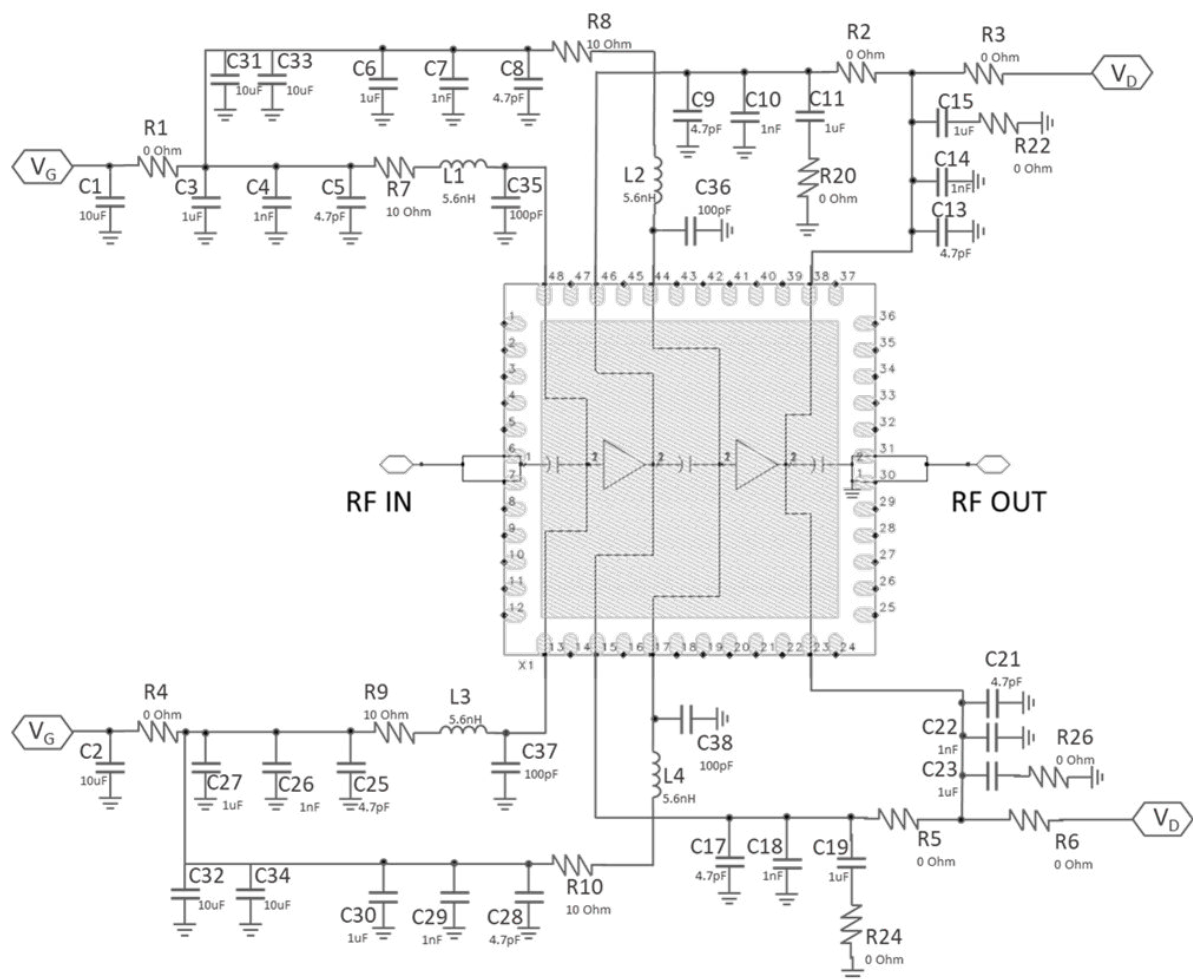 R8
10 Ohm
R2
0 Ohm
R3
0 Ohm
C31
10uF
C33
10uF
C6
1uF
C7
1nF
C8
4.7pF
C9
4.7pF
C10
1nF
C11
1uF
VD
C15
1uF
R22
0 Ohm
R1
0 Ohm
VG
C1
10uF
C3
1uF
C4
1nF
C5
4.7pF
R7
10 Ohm
L1
5.6nH
C35
100pF
L2
5.6nH
C36
100pF
R20
0 Ohm
C14
1nF
C13
4.7pF
48 47 46 45 44 43 42 41 40 39 38 37
1 36
2 35
3 34
4 33
5 32
6 1 2 2 2 2 2 31
7 1 30
8 29
9 28
10 27
11 26
12 25
RF IN
RF OUT
X1
13 14 15 16 17 18 19 20 21 22 23 24
R4
0 Ohm
VG
C2
10uF
C27
1uF
C26
1nF
C25
4.7pF
R9
10 Ohm
L3
5.6nH
C37
100pF
C38
100pF
L4
5.6nH
C21
4.7pF
C22
1nF
C23
1uF
R26
0 Ohm
VD
R5
0 Ohm
R6
0 Ohm
C17
4.7pF
C18
1nF
C19
1uF
R24
0 Ohm
C32
10uF
C34
10uF
C30
1uF
C29
1nF
C28
4.7pF
R10
10 Ohm